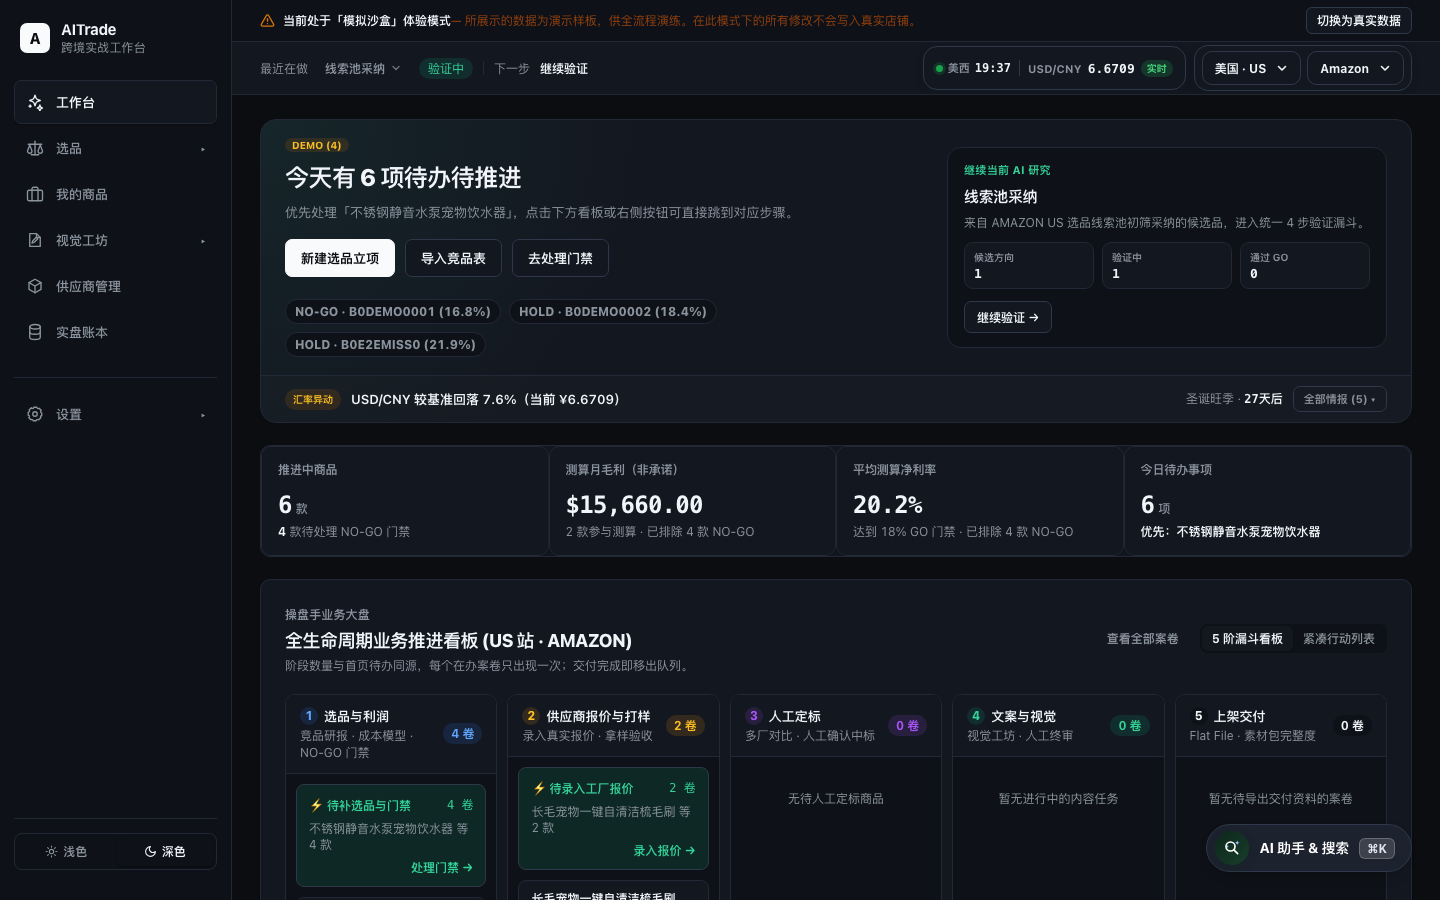 A
AITrade
跨境实战工作台
工作台
选品
我的商品
视觉工坊
供应商管理
实盘账本
设置
浅色
深色
当前处于「模拟沙盒」体验模式— 所展示的数据为演示样板，供全流程演练。在此模式下的所有修改不会写入真实店铺。
切换为真实数据
最近在做 线索池采纳 验证中 下一步 继续验证
美西 19:37 USD/CNY 6.6709 实时
美国 · US
Amazon
DEMO (4)
今天有 6 项待办待推进
优先处理「不锈钢静音水泵宠物饮水器」，点击下方看板或右侧按钮可直接跳到对应步骤。
新建选品立项 导入竞品表 去处理门禁
NO-GO · B0DEMO0001 (16.8%) HOLD · B0DEMO0002 (18.4%)
HOLD · B0E2EMISS0 (21.9%)
继续当前 AI 研究
线索池采纳
来自 AMAZON US 选品线索池初筛采纳的候选品，进入统一 4 步验证漏斗。
候选方向 验证中 通过 GO
1 1 0
继续验证 →
汇率异动 USD/CNY 较基准回落 7.6%（当前 ¥6.6709）
圣诞旺季 · 27天后 全部情报 (5) ▾
推进中商品
6 款
4 款待处理 NO-GO 门禁
测算月毛利（非承诺）
$15,660.00
2 款参与测算 · 已排除 4 款 NO-GO
平均测算净利率
20.2%
达到 18% GO 门禁 · 已排除 4 款 NO-GO
今日待办事项
6 项
优先：不锈钢静音水泵宠物饮水器
操盘手业务大盘
全生命周期业务推进看板 (US 站 · AMAZON)
阶段数量与首页待办同源，每个在办案卷只出现一次；交付完成即移出队列。
查看全部案卷 5 阶漏斗看板 紧凑行动列表
1 选品与利润
竞品研报 · 成本模型 ·
NO-GO 门禁
4 卷
⚡ 待补选品与门禁 4 卷
不锈钢静音水泵宠物饮水器 等
4 款
处理门禁 →
2 供应商报价与打样
录入真实报价 · 拿样验收
2 卷
⚡ 待录入工厂报价 2 卷
长毛宠物一键自清洁梳毛刷 等
2 款
录入报价 →
长毛宠物一键自清洁梳毛刷
3 人工定标
多厂对比 · 人工确认中标
0 卷
无待人工定标商品
4 文案与视觉
视觉工坊 · 人工终审
0 卷
暂无进行中的内容任务
5 上架交付
Flat File · 素材包完整度
0 卷
暂无待导出交付资料的案卷
AI 助手 & 搜索 ⌘K